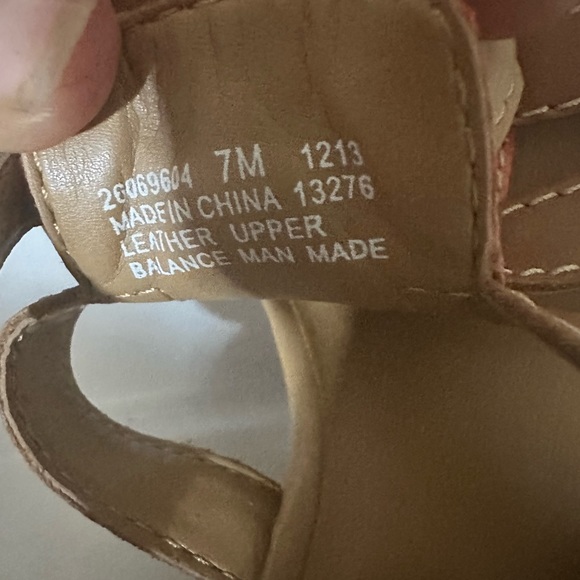 26069604 7M 1213
MADE IN CHINA 13276
LEATHER UPPER
BALANCE MAN MADE